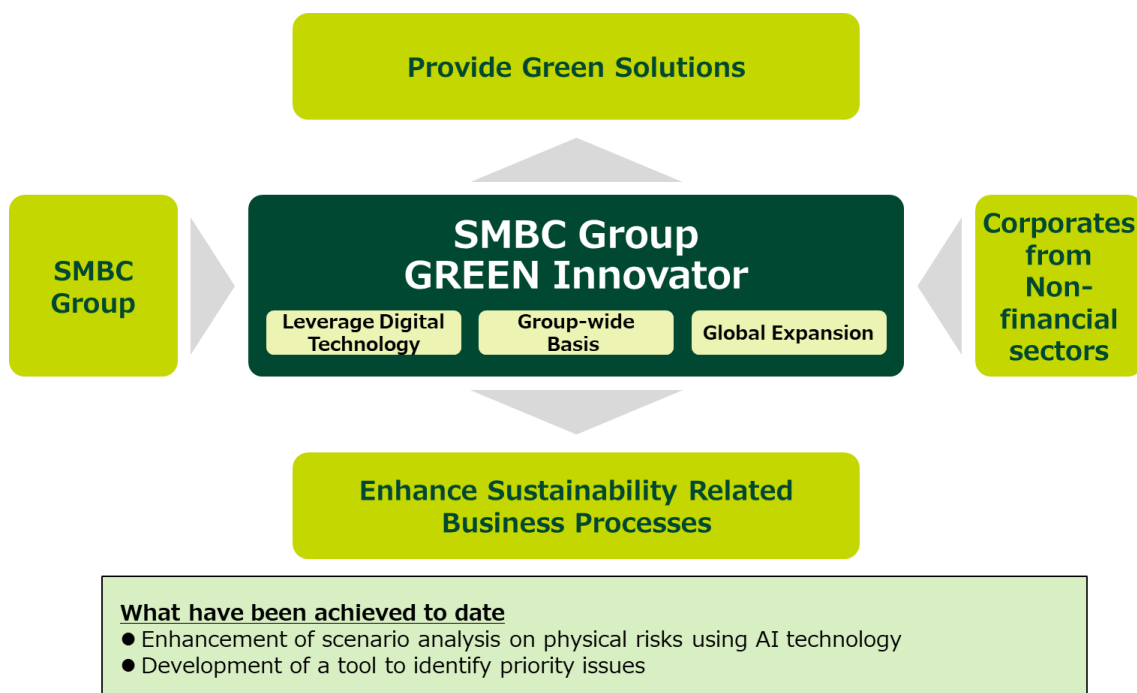 Provide Green Solutions
SMBC
Group
SMBC Group
GREEN Innovator
Leverage Digital
Technology
Group-wide
Basis
Global Expansion
Corporates
from
Non-
financial
sectors
Enhance Sustainability Related
Business Processes
What have been achieved to date
● Enhancement of scenario analysis on physical risks using AI technology
● Development of a tool to identify priority issues